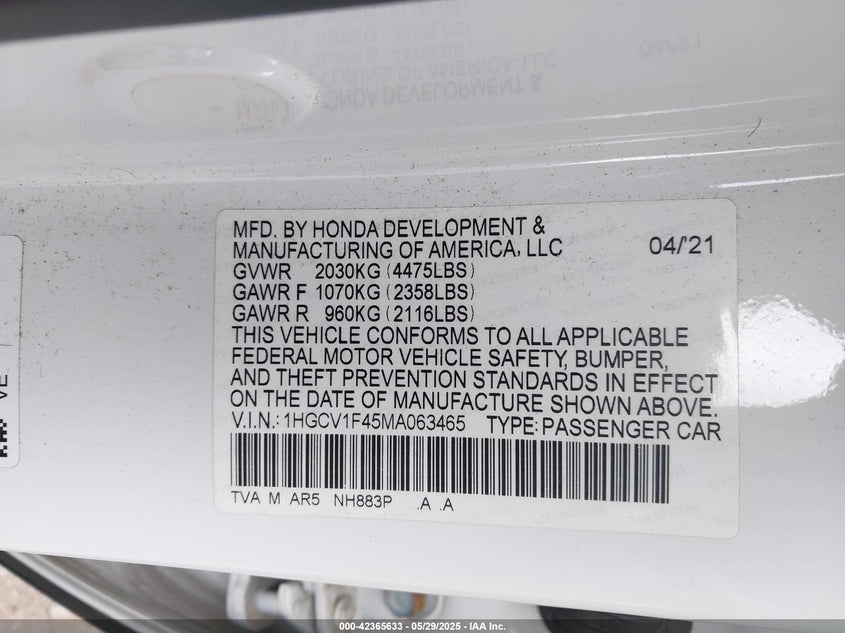 MFD. BY HONDA DEVELOPMENT &
MANUFACTURING OF AMERICA, LLC 04/'21
GVWR 2030KG (4475LBS)
GAWR F 1070KG (2358LBS)
GAWR R 960KG (2116LBS)
THIS VEHICLE CONFORMS TO ALL APPLICABLE
FEDERAL MOTOR VEHICLE SAFETY, BUMPER,
AND THEFT PREVENTION STANDARDS IN EFFECT
ON THE DATE OF MANUFACTURE SHOWN ABOVE.
V.I.N.: 1HGCV1F45MA063465 TYPE: PASSENGER CAR
TVA M AR5 NH883P .A .A
VE
000-42365633 - 05/29/2025 - IAA Inc.